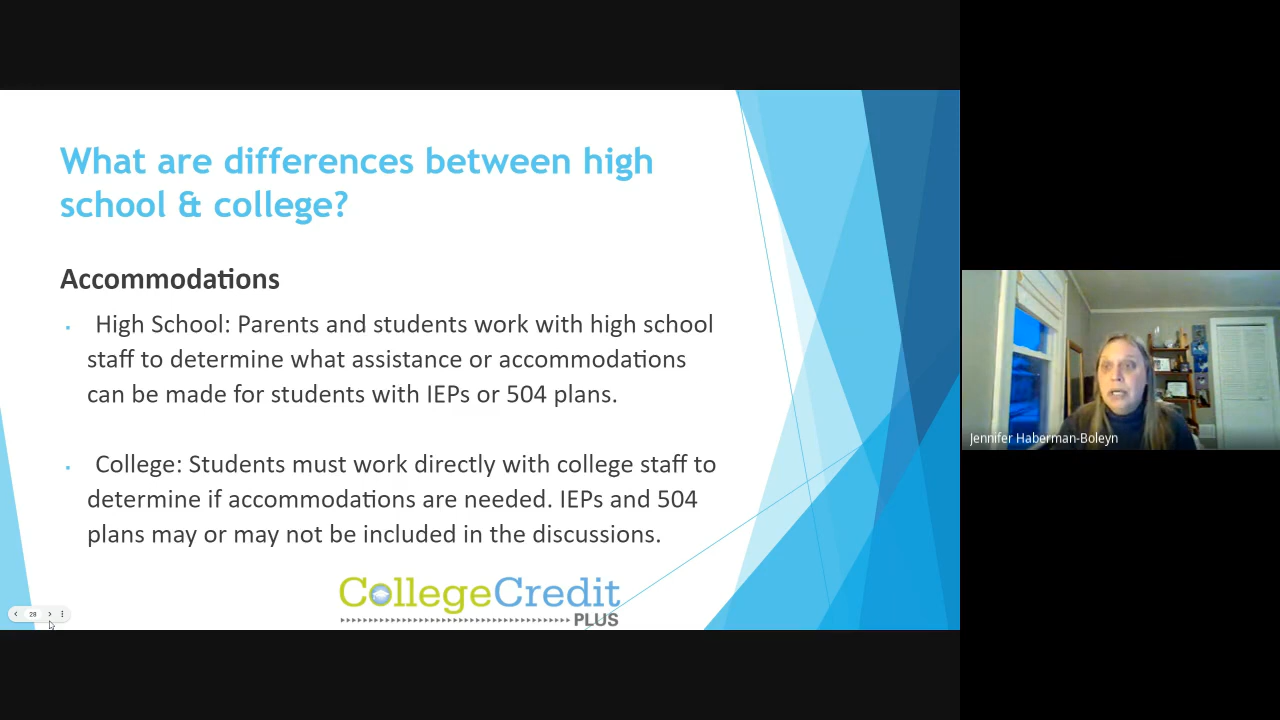 What are differences between high
school & college?
Accommodations
High School: Parents and students work with high school
staff to determine what assistance or accommodations
can be made for students with IEPs or 504 plans.
College: Students must work directly with college staff to
determine if accommodations are needed. IEPs and 504
plans may or may not be included in the discussions.
CollegeCredit
PLUS
28
Jennifer Haberman-Boleyn